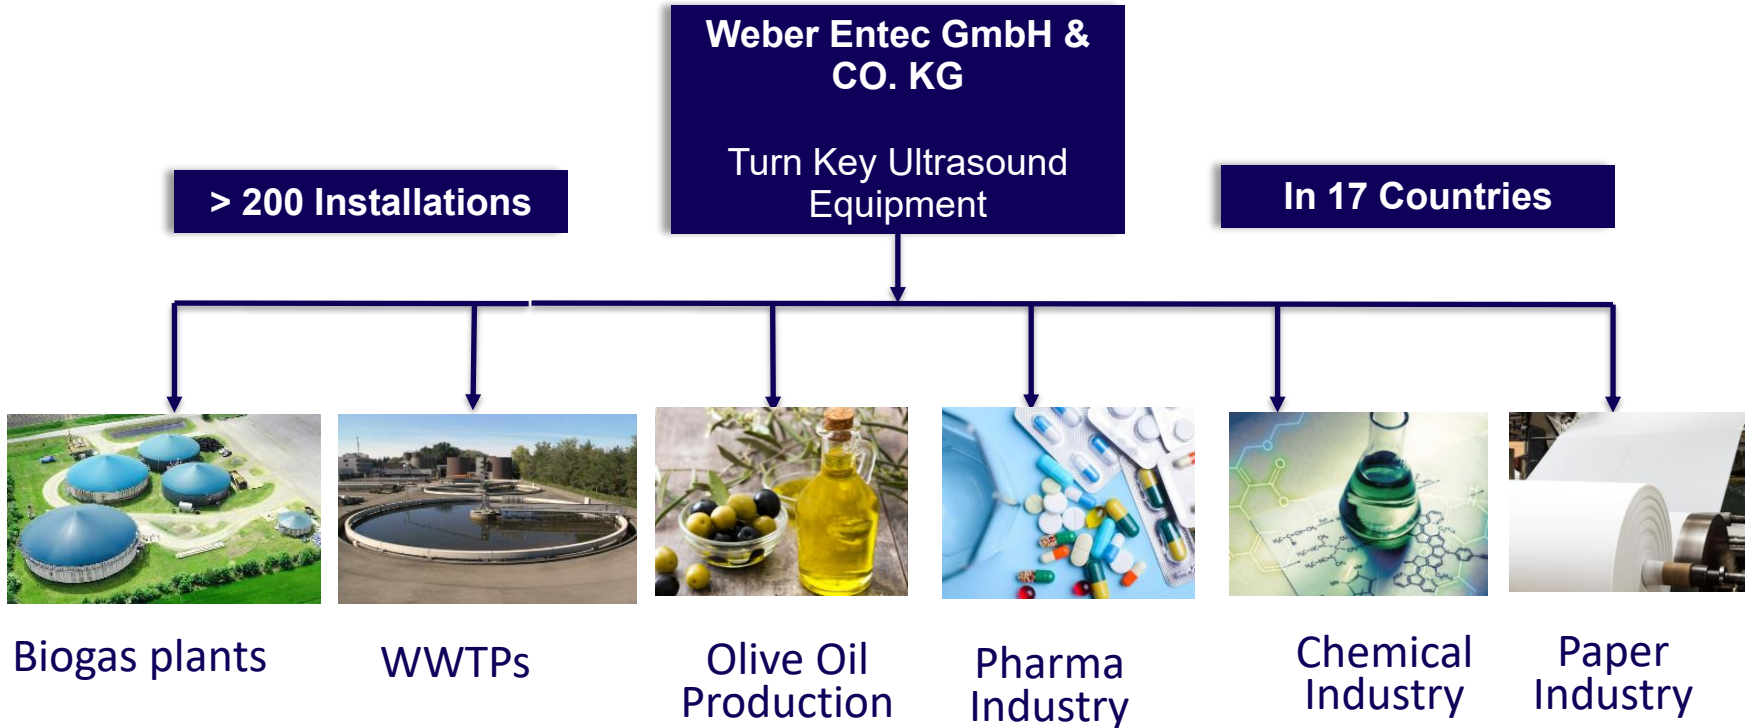 Weber Entec GmbH &
CO. KG
Turn Key Ultrasound
Equipment
> 200 Installations
In 17 Countries
Biogas plants
WWTPs
Olive Oil
Production
Pharma
Industry
Chemical
Industry
Paper
Industry